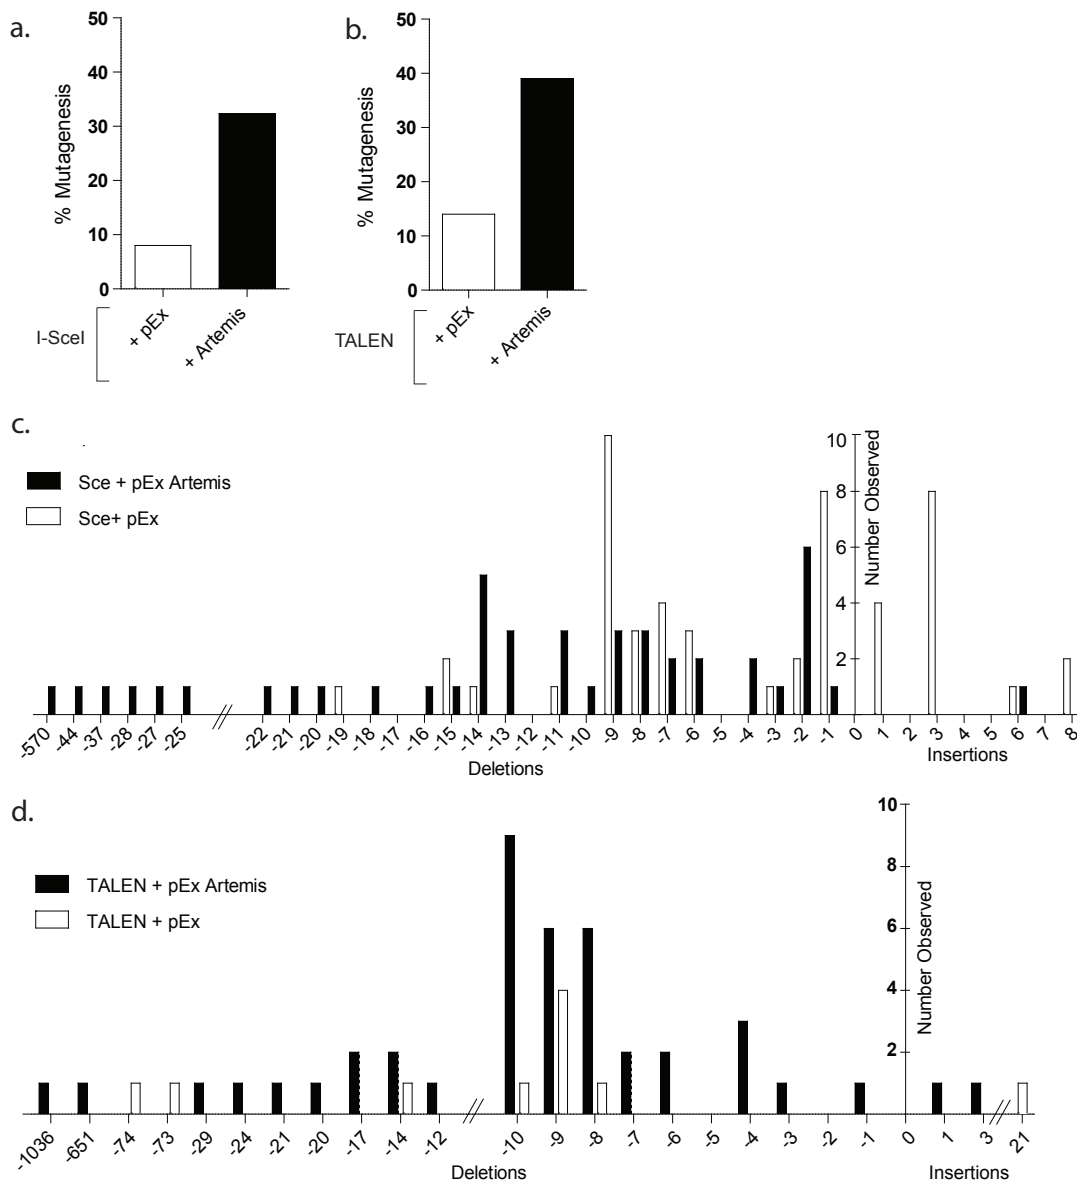 a.
b.
50
40
30
20
10
0
% Mutagenesis
+ pEx
+ Artemis
I-SceI
50
40
30
20
10
0
% Mutagenesis
+ pEx
+ Artemis
TALEN
c.
Sce + pEx Artemis
Sce+ pEx
10
8
6
4
2
Number Observed
-570 -44 -37 -28 -27 -25 -22 -21 -20 -19 -18 -17 -16 -15 -14 -13 -12 -11 -10 -9 -8 -7 -6 -5 -4 -3 -2 -1 0 1 2 3 4 5 6 7 8
Deletions
Insertions
d.
TALEN + pEx Artemis
TALEN + pEx
10
8
6
4
2
Number Observed
-1036 -651 -74 -73 -29 -24 -21 -20 -17 -14 -12 -10 -9 -8 -7 -6 -5 -4 -3 -2 -1 0 1 3 21
Deletions
Insertions